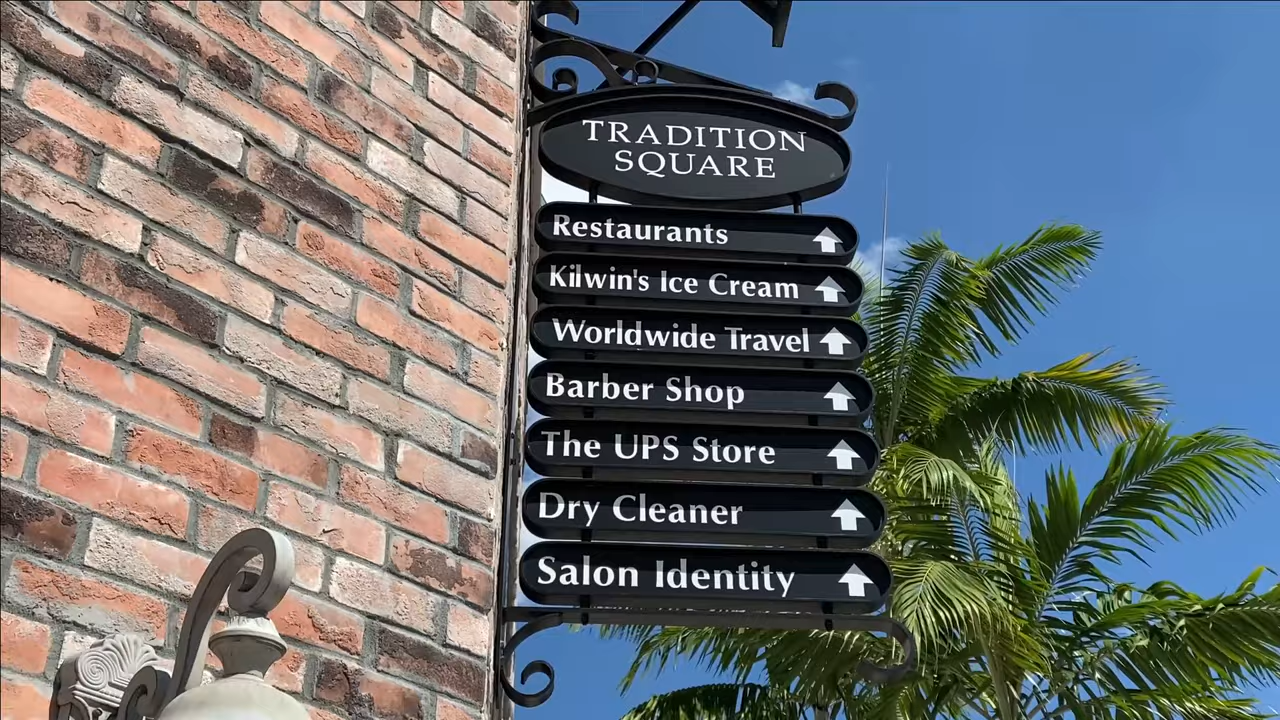 TRADITION
SQUARE
Restaurants
Kilwin's Ice Cream
Worldwide Travel
Barber Shop
The UPS Store
Dry Cleaner
Salon Identity